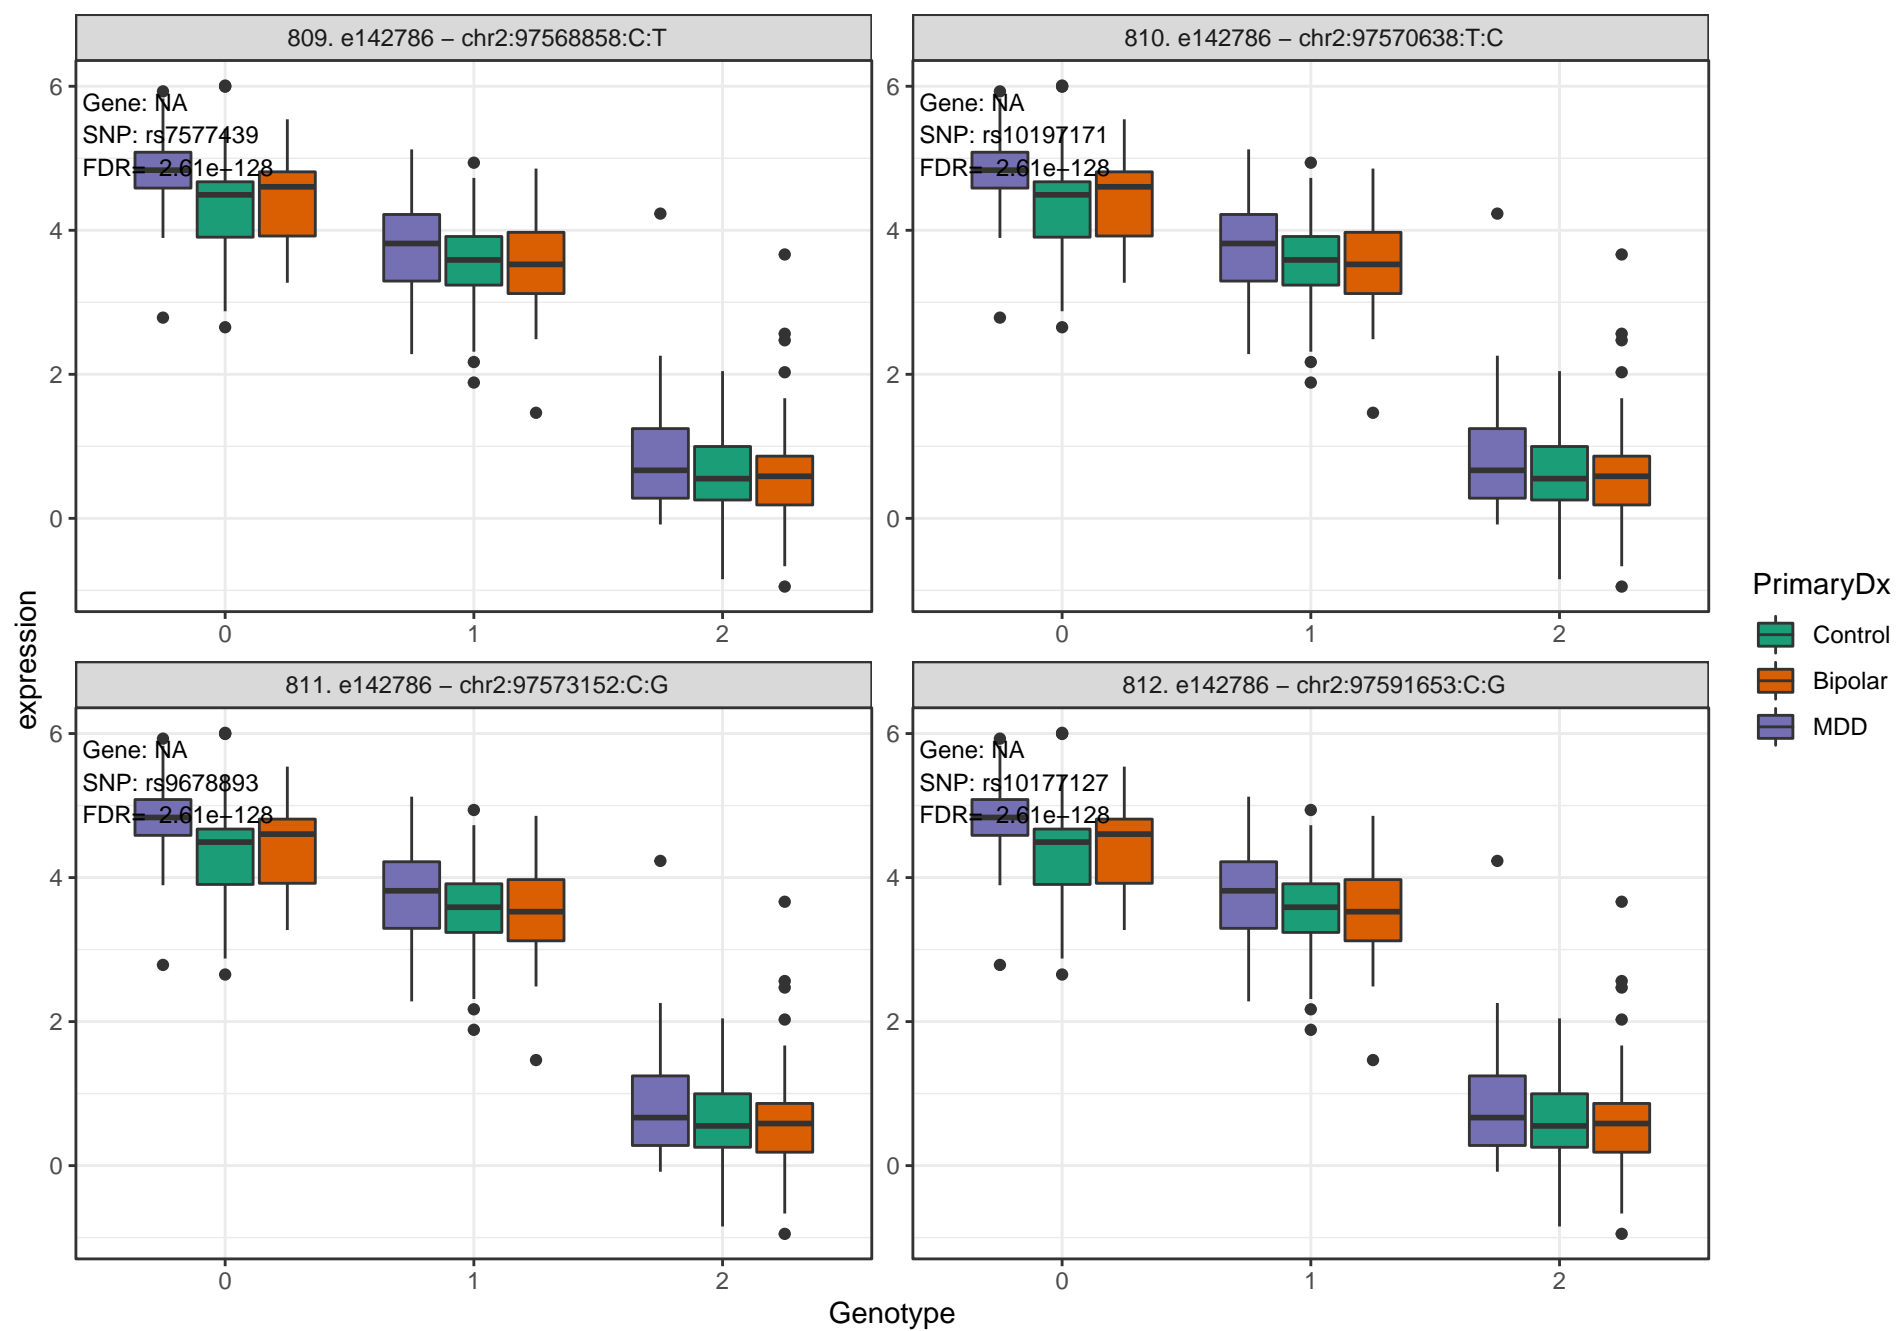 809. e142786 – chr2:97568858:C:T
Gene: NA
SNP: rs7577439
FDR= 2.61e−128
6
4
2
0
0
1
2
810. e142786 – chr2:97570638:T:C
Gene: NA
SNP: rs10197171
FDR= 2.61e−128
6
4
2
0
0
1
2
811. e142786 – chr2:97573152:C:G
Gene: NA
SNP: rs9678893
FDR= 2.61e−128
6
4
2
0
0
1
2
812. e142786 – chr2:97591653:C:G
Gene: NA
SNP: rs10177127
FDR= 2.61e−128
6
4
2
0
0
1
2
expression
Genotype
PrimaryDx
Control
Bipolar
MDD